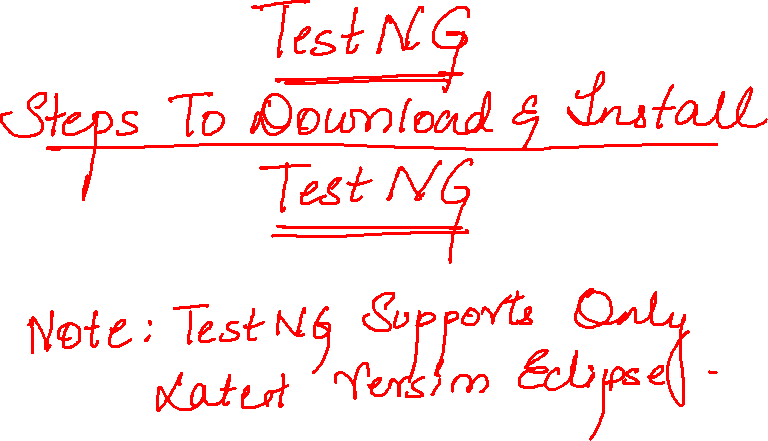 TestNG
Steps To Download & Install
TestNG
Note: TestNG Supports Only
Latest Version Eclipse.